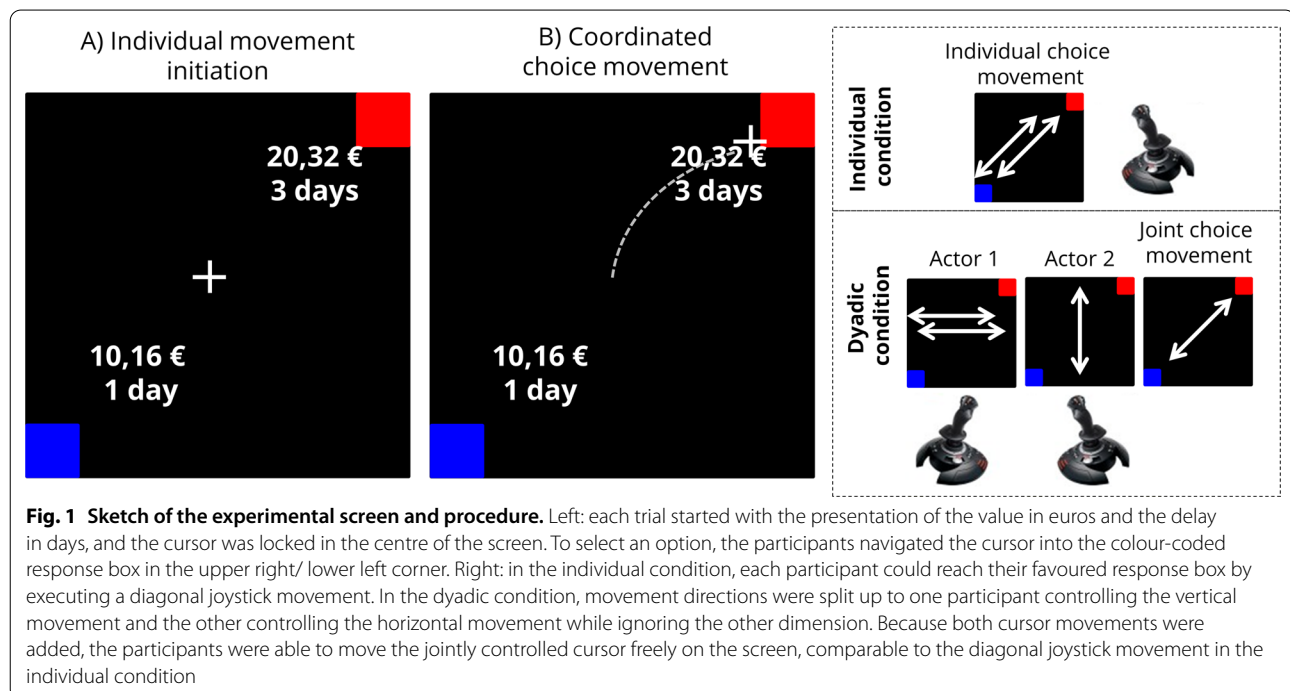 A) Individual movement
initiation
20,32 €
3 days
10,16 €
1 day
B) Coordinated
choice movement
20,32 €
3 days
10,16 €
1 day
Individual
condition
Individual choice
movement
Dyadic
condition
Actor 1
Actor 2
Joint choice
movement
Fig. 1 Sketch of the experimental screen and procedure. Left: each trial started with the presentation of the value in euros and the delay
in days, and the cursor was locked in the centre of the screen. To select an option, the participants navigated the cursor into the colour-coded
response box in the upper right/ lower left corner. Right: in the individual condition, each participant could reach their favoured response box by
executing a diagonal joystick movement. In the dyadic condition, movement directions were split up to one participant controlling the vertical
movement and the other controlling the horizontal movement while ignoring the other dimension. Because both cursor movements were
added, the participants were able to move the jointly controlled cursor freely on the screen, comparable to the diagonal joystick movement in the
individual condition